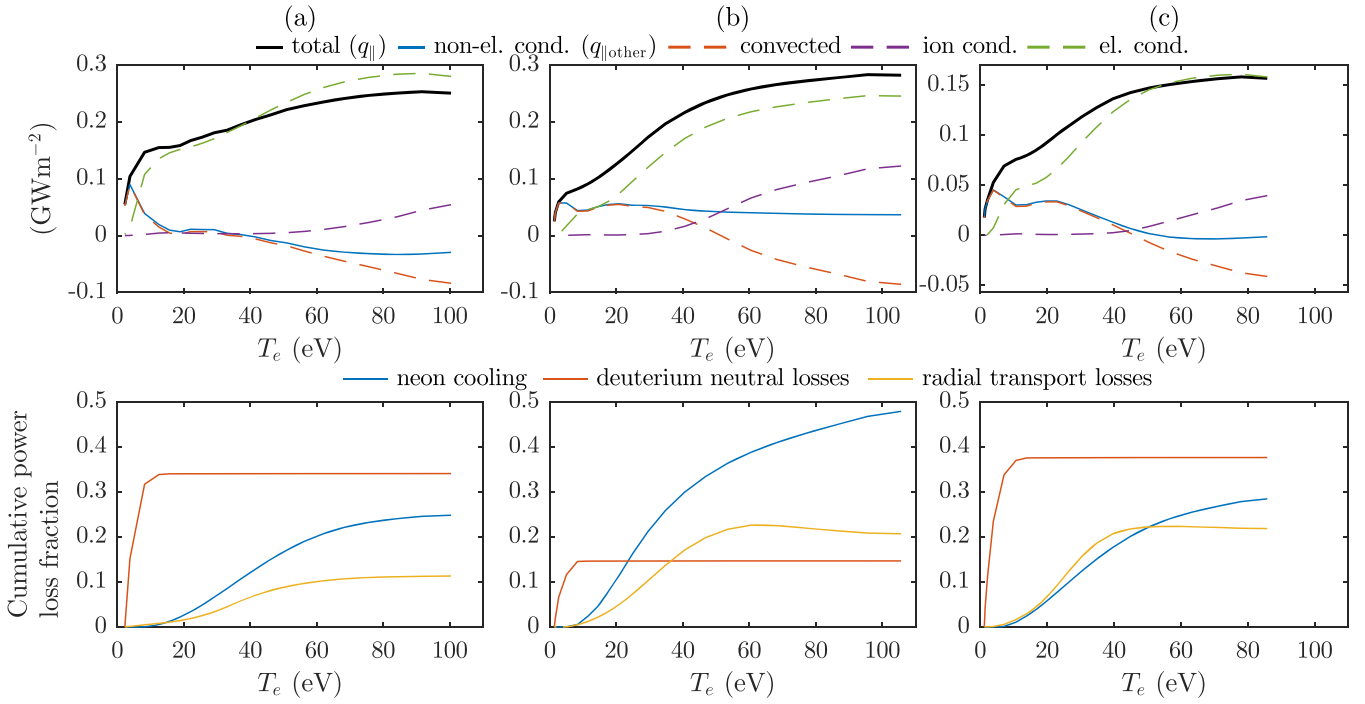 (a) (b) (c)
total (q∥) non-el. cond. (q∥other) convected ion cond. el. cond.
(GWm⁻²)
0.3
0.2
0.1
0
-0.1
0 20 40 60 80 100
Tₑ (eV)
0.3
0.2
0.1
0
-0.1
0 20 40 60 80 100
Tₑ (eV)
0.15
0.1
0.05
0
-0.05
0 20 40 60 80 100
Tₑ (eV)
neon cooling deuterium neutral losses radial transport losses
Cumulative power
loss fraction
0.5
0.4
0.3
0.2
0.1
0
0 20 40 60 80 100
Tₑ (eV)
0.5
0.4
0.3
0.2
0.1
0
0 20 40 60 80 100
Tₑ (eV)
0.5
0.4
0.3
0.2
0.1
0
0 20 40 60 80 100
Tₑ (eV)